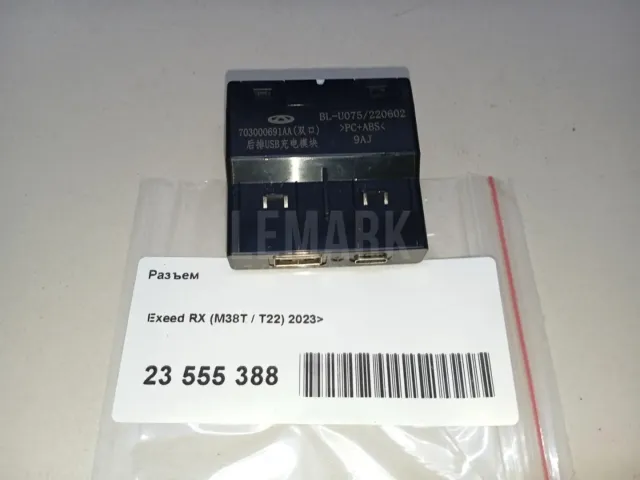 BL-U075/220602
703000691AA(双口)
>PC+ABS<
后排USB充电模块
9AJ
LEMARK
Разъем
Exeed RX (M38T / T22) 2023>
23 555 388